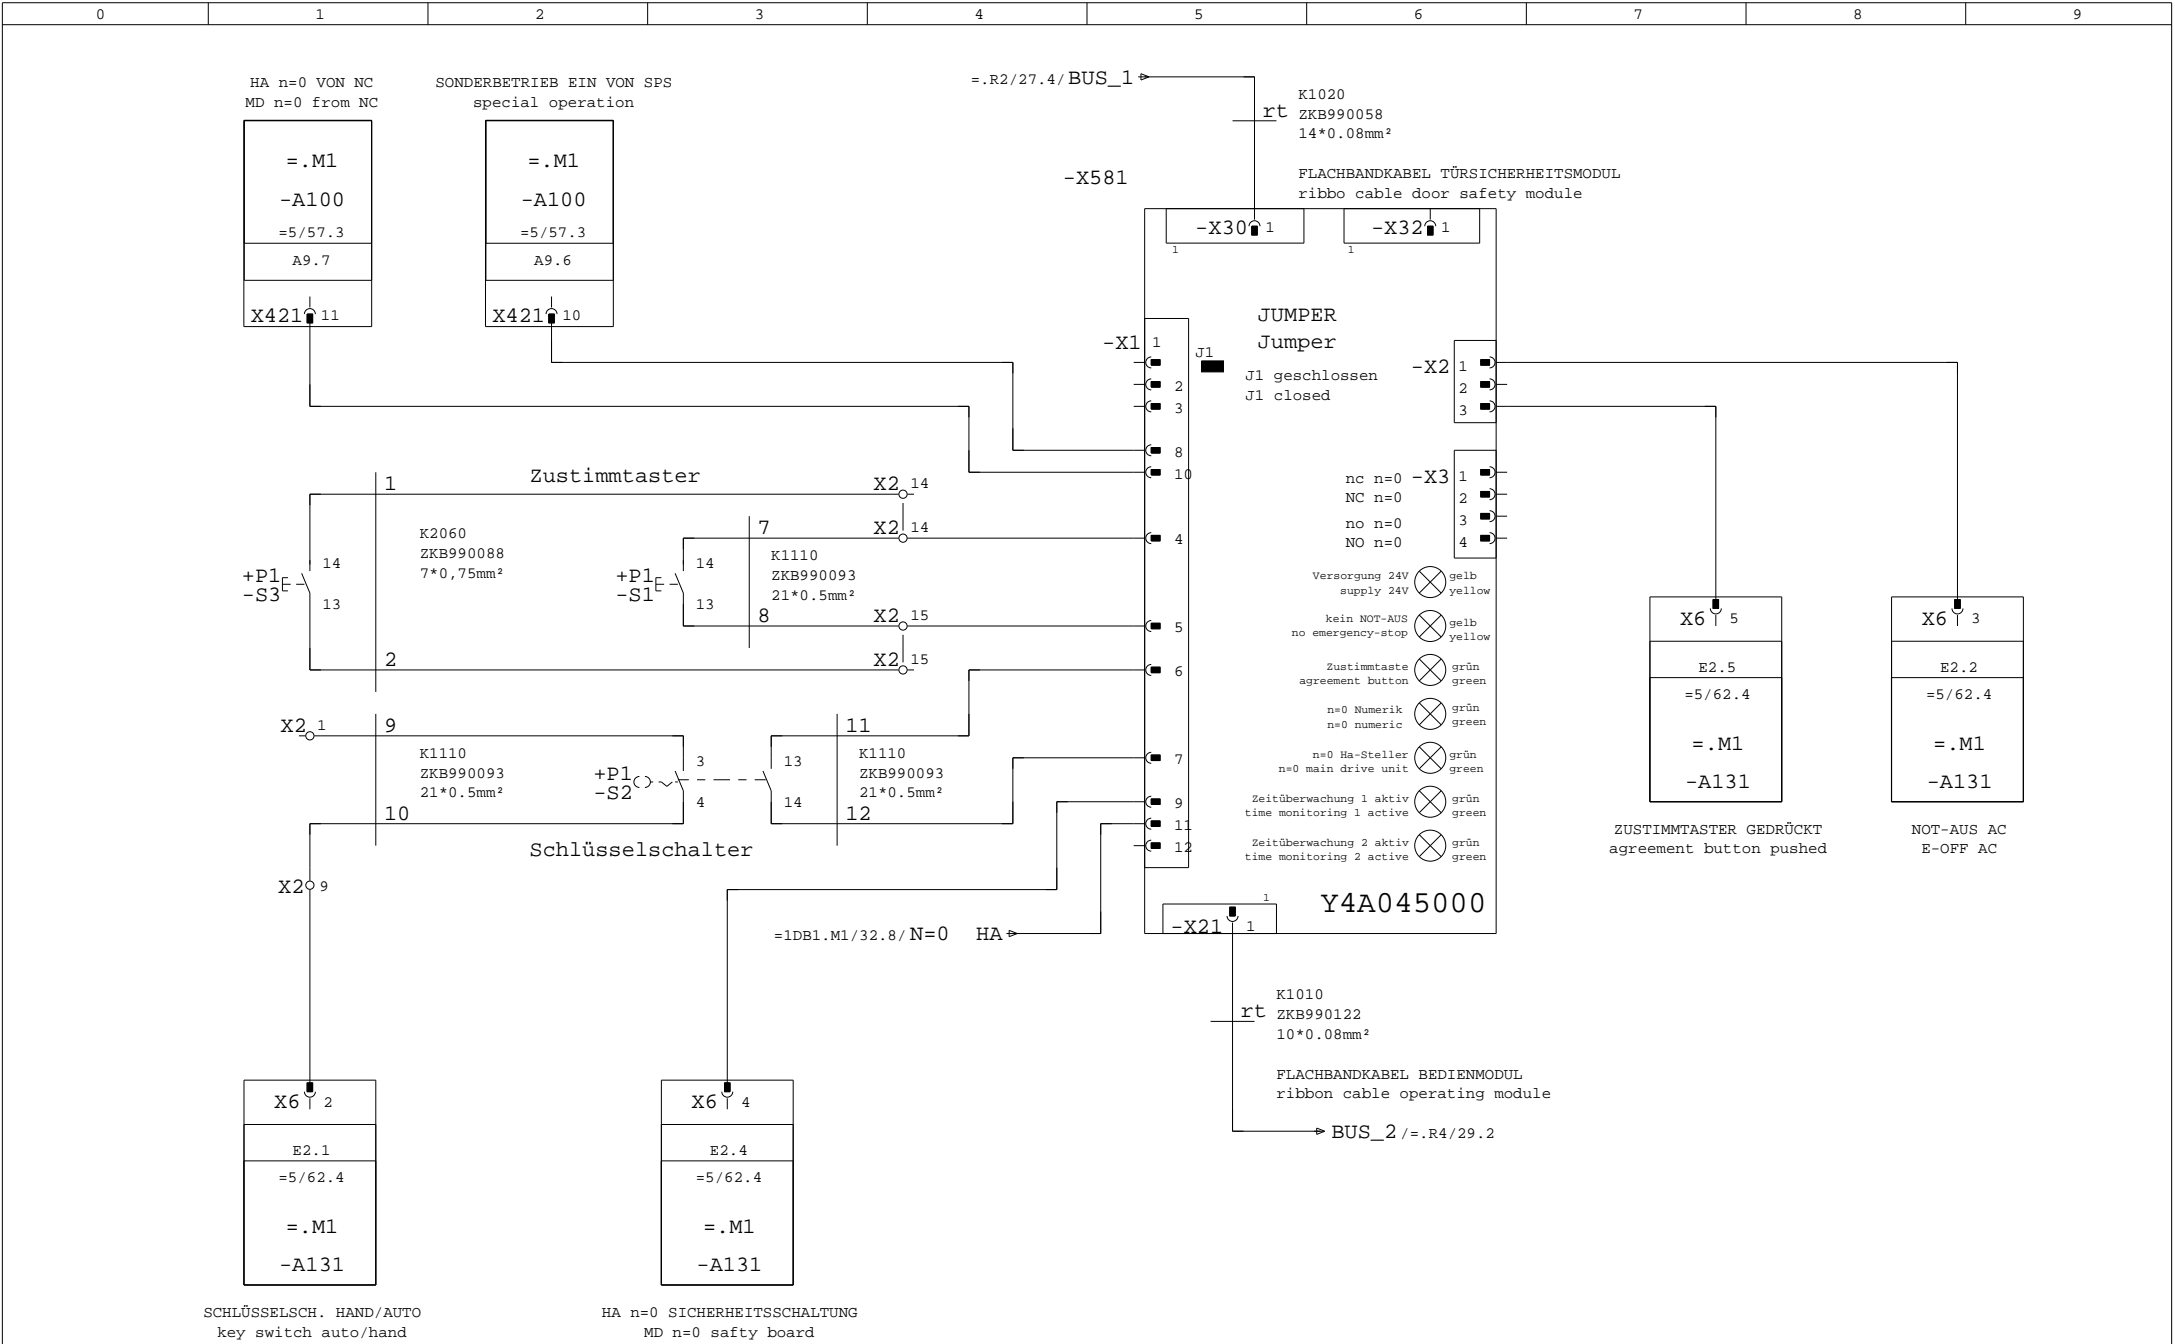 0 1 2 3 4 5 6 7 8 9
HA n=0 VON NC
MD n=0 from NC
=.M1
-A100
=5/57.3
A9.7
X421 11
SONDERBETRIEB EIN VON SPS
special operation
=.M1
-A100
=5/57.3
A9.6
X421 10
=.R2/27.4/ BUS_1
rt
K1020
ZKB990058
14*0.08mm²
FLACHBANDKABEL TÜRSICHERHEITSMODUL
ribbo cable door safety module
-X581
-X30 1
1
-X32 1
1
JUMPER
Jumper
-X1 1
J1
J1 geschlossen
J1 closed
2
3
8
10
4
5
6
7
9
11
12
-X2 1
2
3
nc n=0 -X3 1
NC n=0 2
no n=0 3
NO n=0 4
Versorgung 24V gelb
supply 24V yellow
kein NOT-AUS gelb
no emergency-stop yellow
Zustimmtaste grün
agreement button green
n=0 Numerik grün
n=0 numeric green
n=0 Ha-Steller grün
n=0 main drive unit green
Zeitüberwachung 1 aktiv grün
time monitoring 1 active green
Zeitüberwachung 2 aktiv grün
time monitoring 2 active green
Y4A045000
1
-X21 1
Zustimmtaster
1
X2 14
K2060
ZKB990088
7*0,75mm²
+P1
-S3
14
13
7
X2 14
K1110
ZKB990093
21*0.5mm²
+P1
-S1
14
13
8
X2 15
2
X2 15
X2 1
9
K1110
ZKB990093
21*0.5mm²
10
+P1
-S2
3
4
13
14
11
K1110
ZKB990093
21*0.5mm²
12
Schlüsselschalter
X2 9
=1DB1.M1/32.8/ N=0 HA
rt
K1010
ZKB990122
10*0.08mm²
FLACHBANDKABEL BEDIENMODUL
ribbon cable operating module
BUS_2 /=.R4/29.2
X6 5
E2.5
=5/62.4
=.M1
-A131
ZUSTIMMTASTER GEDRÜCKT
agreement button pushed
X6 3
E2.2
=5/62.4
=.M1
-A131
NOT-AUS AC
E-OFF AC
X6 2
E2.1
=5/62.4
=.M1
-A131
SCHLÜSSELSCH. HAND/AUTO
key switch auto/hand
X6 4
E2.4
=5/62.4
=.M1
-A131
HA n=0 SICHERHEITSSCHALTUNG
MD n=0 safty board